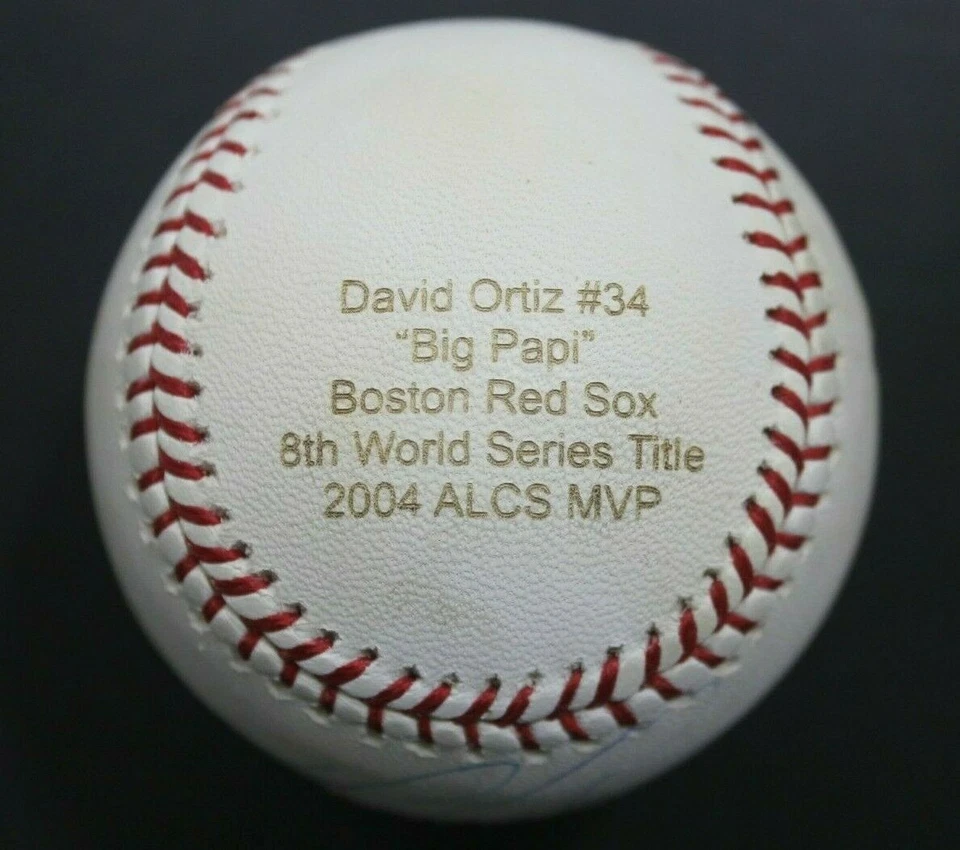 David Ortiz #34
“Big Papi”
Boston Red Sox
8th World Series Title
2004 ALCS MVP